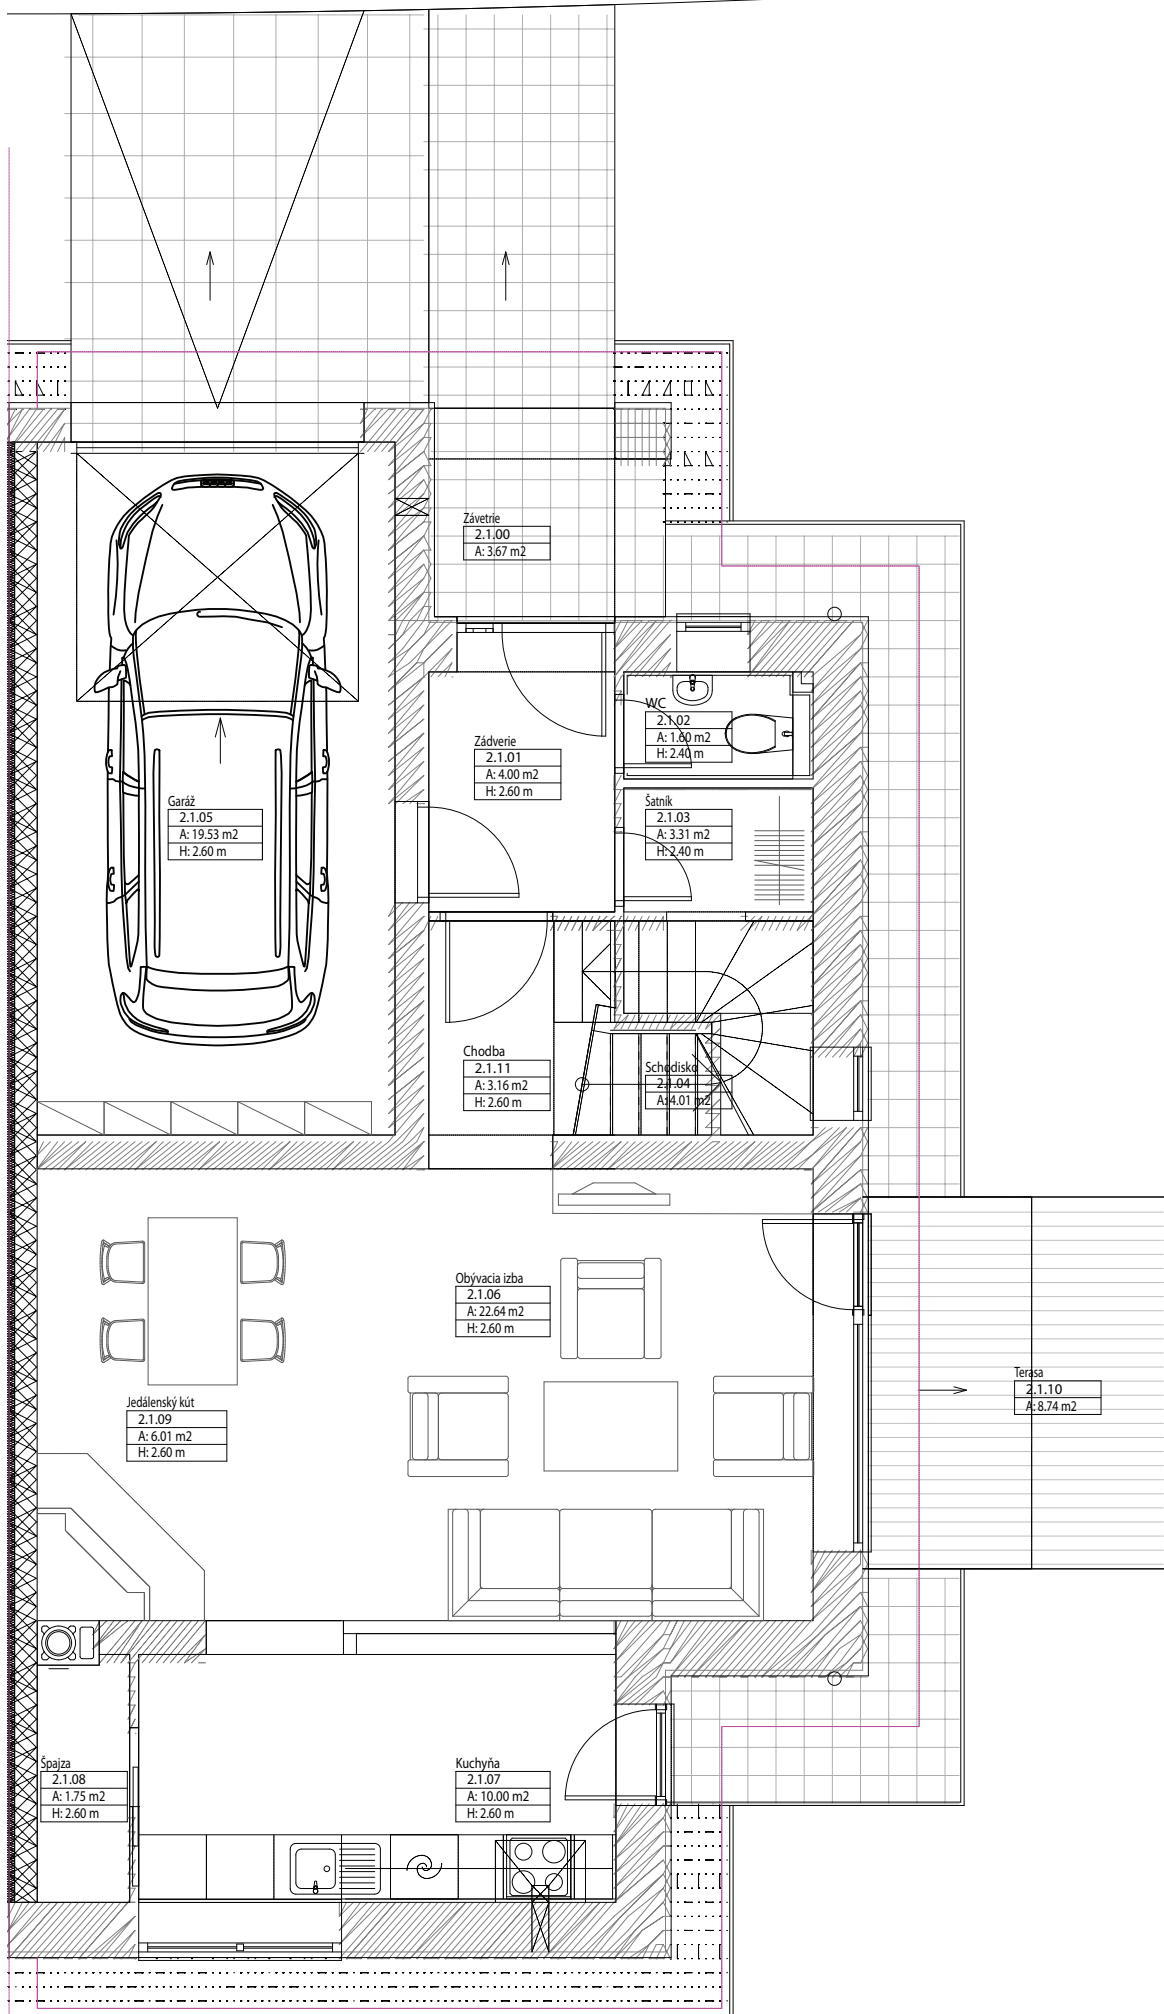 Závetrie
2.1.00
A: 3.67 m2
WC
2.1.02
A: 1.60 m2
H: 2.40 m
Zádverie
2.1.01
A: 4.00 m2
H: 2.60 m
Garáž
2.1.05
A: 19.53 m2
H: 2.60 m
Šatník
2.1.03
A: 3.31 m2
H: 2.40 m
Chodba
2.1.11
A: 3.16 m2
H: 2.60 m
Schodisko
2.1.04
A: 4.01 m2
Obývacia izba
2.1.06
A: 22.64 m2
H: 2.60 m
Terasa
2.1.10
A: 8.74 m2
Jedálenský kút
2.1.09
A: 6.01 m2
H: 2.60 m
Špajza
2.1.08
A: 1.75 m2
H: 2.60 m
Kuchyňa
2.1.07
A: 10.00 m2
H: 2.60 m